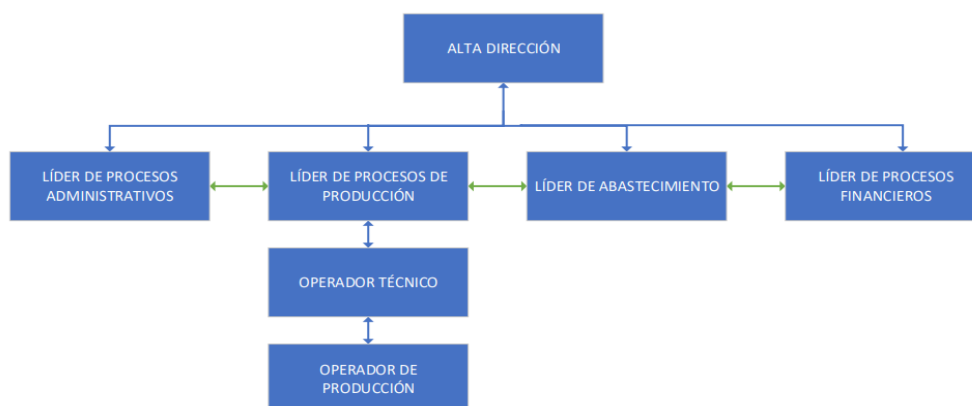 ALTA DIRECCIÓN
LÍDER DE PROCESOS
ADMINISTRATIVOS
LÍDER DE PROCESOS DE
PRODUCCIÓN
LÍDER DE ABASTECIMIENTO
LÍDER DE PROCESOS
FINANCIEROS
OPERADOR TÉCNICO
OPERADOR DE
PRODUCCIÓN